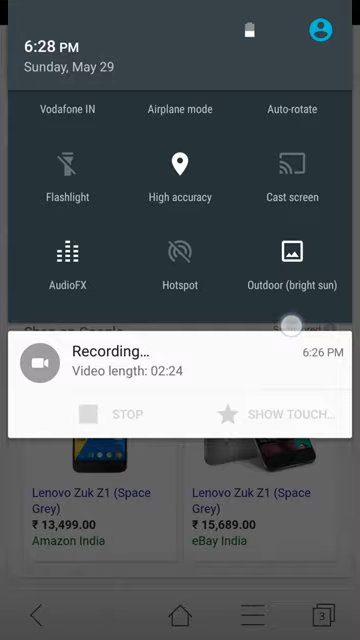 6:28 PM
Sunday, May 29
Vodafone IN
Airplane mode
Auto-rotate
Flashlight
High accuracy
Cast screen
AudioFX
Hotspot
Outdoor (bright sun)
Recording...
6:26 PM
Video length: 02:24
STOP
SHOW TOUCH...
Lenovo Zuk Z1 (Space
Grey)
₹ 13,499.00
Amazon India
Lenovo Zuk Z1 (Space
Grey)
₹ 15,689.00
eBay India
3